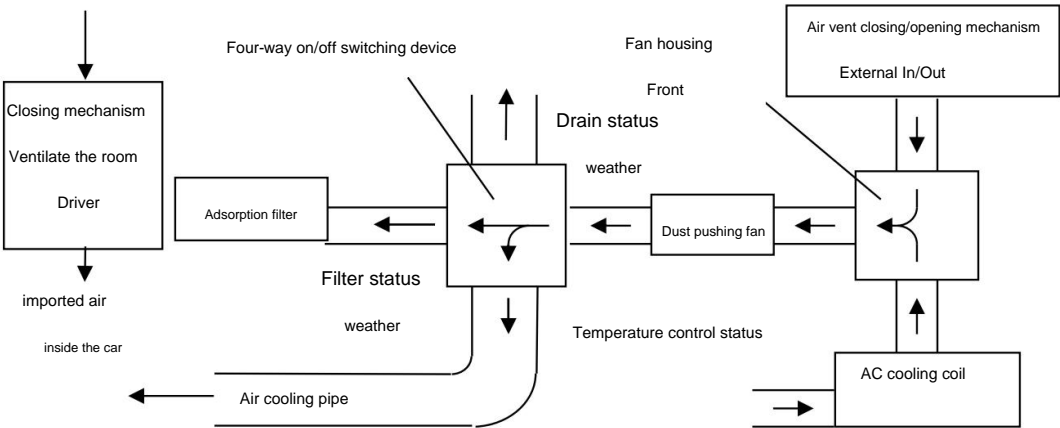 Closing mechanism
Ventilate the room
Driver
imported air
inside the car
Four-way on/off switching device
Drain status
weather
Adsorption filter
Filter status
weather
Air cooling pipe
Fan housing
Front
Dust pushing fan
Temperature control status
Air vent closing/opening mechanism
External In/Out
AC cooling coil